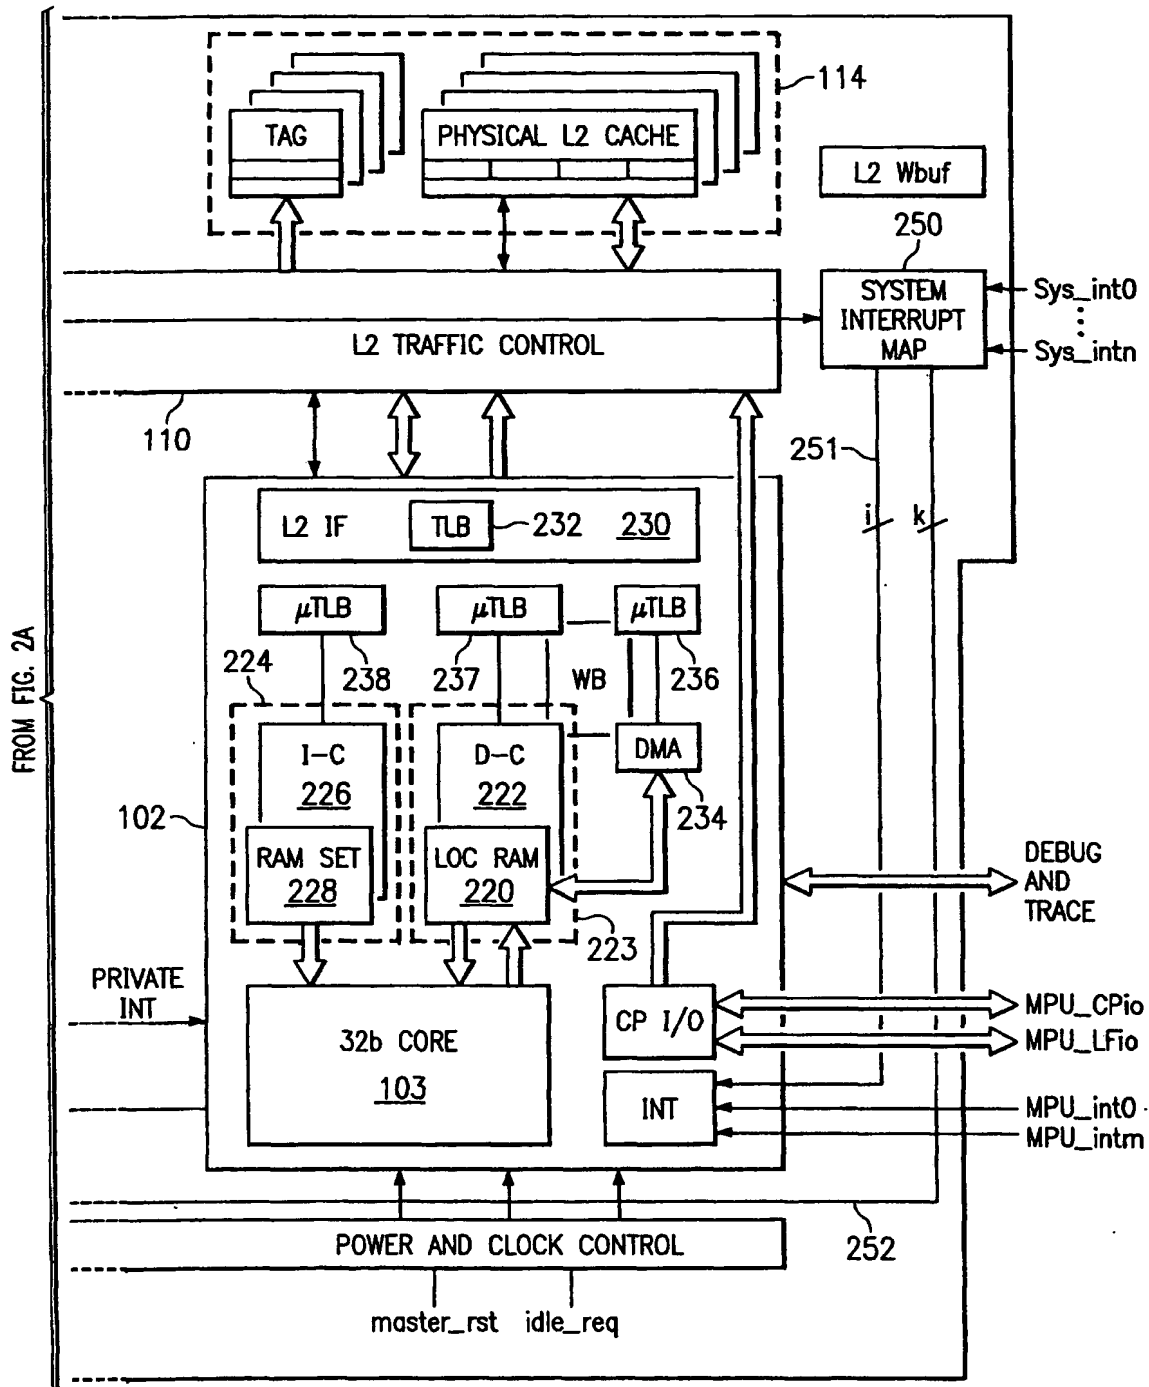 114
TAG
PHYSICAL L2 CACHE
L2 Wbuf
250
SYSTEM
INTERRUPT
MAP
Sys_int0
Sys_intn
L2 TRAFFIC CONTROL
110
251
i
k
L2 IF
TLB
232
230
μTLB
μTLB
μTLB
FROM FIG. 2A
224
238
237
WB
236
I-C
226
D-C
222
DMA
234
102
RAM SET
228
LOC RAM
220
DEBUG
AND
TRACE
223
PRIVATE
INT
32b CORE
103
CP I/O
MPU_CPio
MPU_LFio
INT
MPU_int0
MPU_intm
252
POWER AND CLOCK CONTROL
master_rst
idle_req